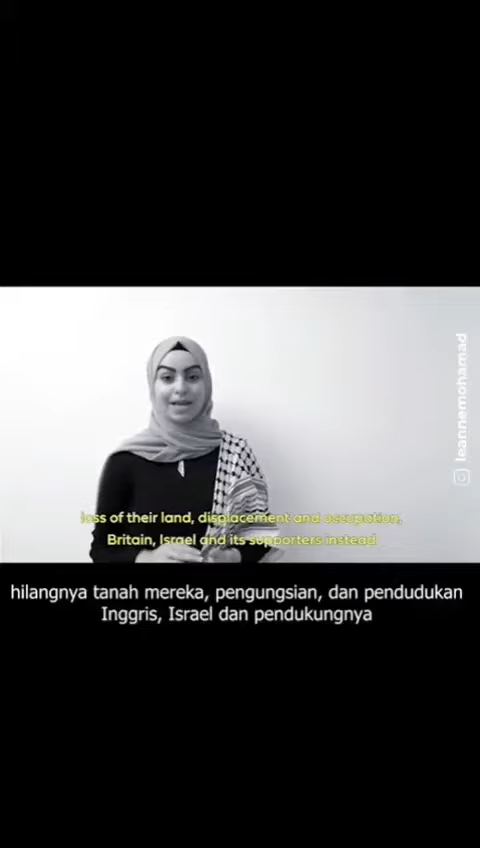 leannemohamad
loss of their land, displacement and occupation,
Britain, Israel and its supporters instead
hilangnya tanah mereka, pengungsian, dan pendudukan
Inggris, Israel dan pendukungnya